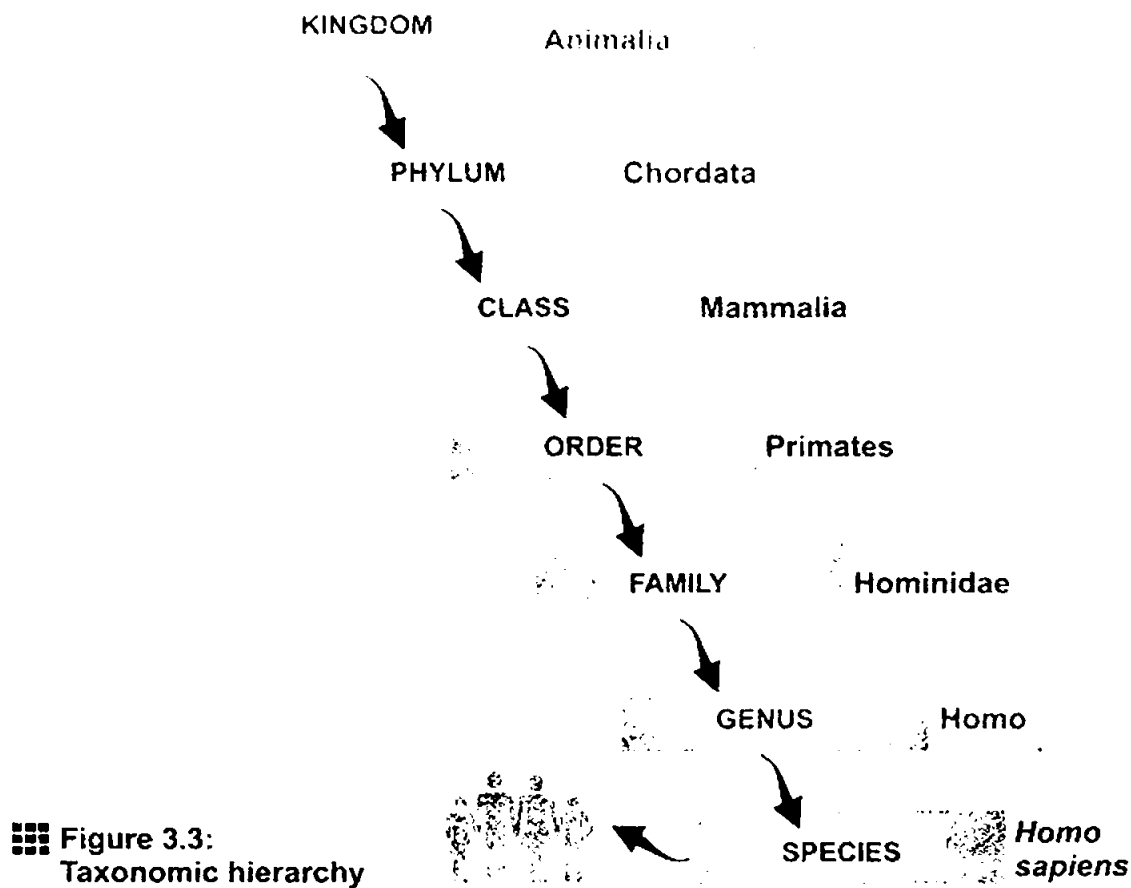 KINGDOM Animalia
PHYLUM Chordata
CLASS Mammalia
ORDER Primates
FAMILY Hominidae
GENUS Homo
SPECIES Homo
sapiens
Figure 3.3:
Taxonomic hierarchy